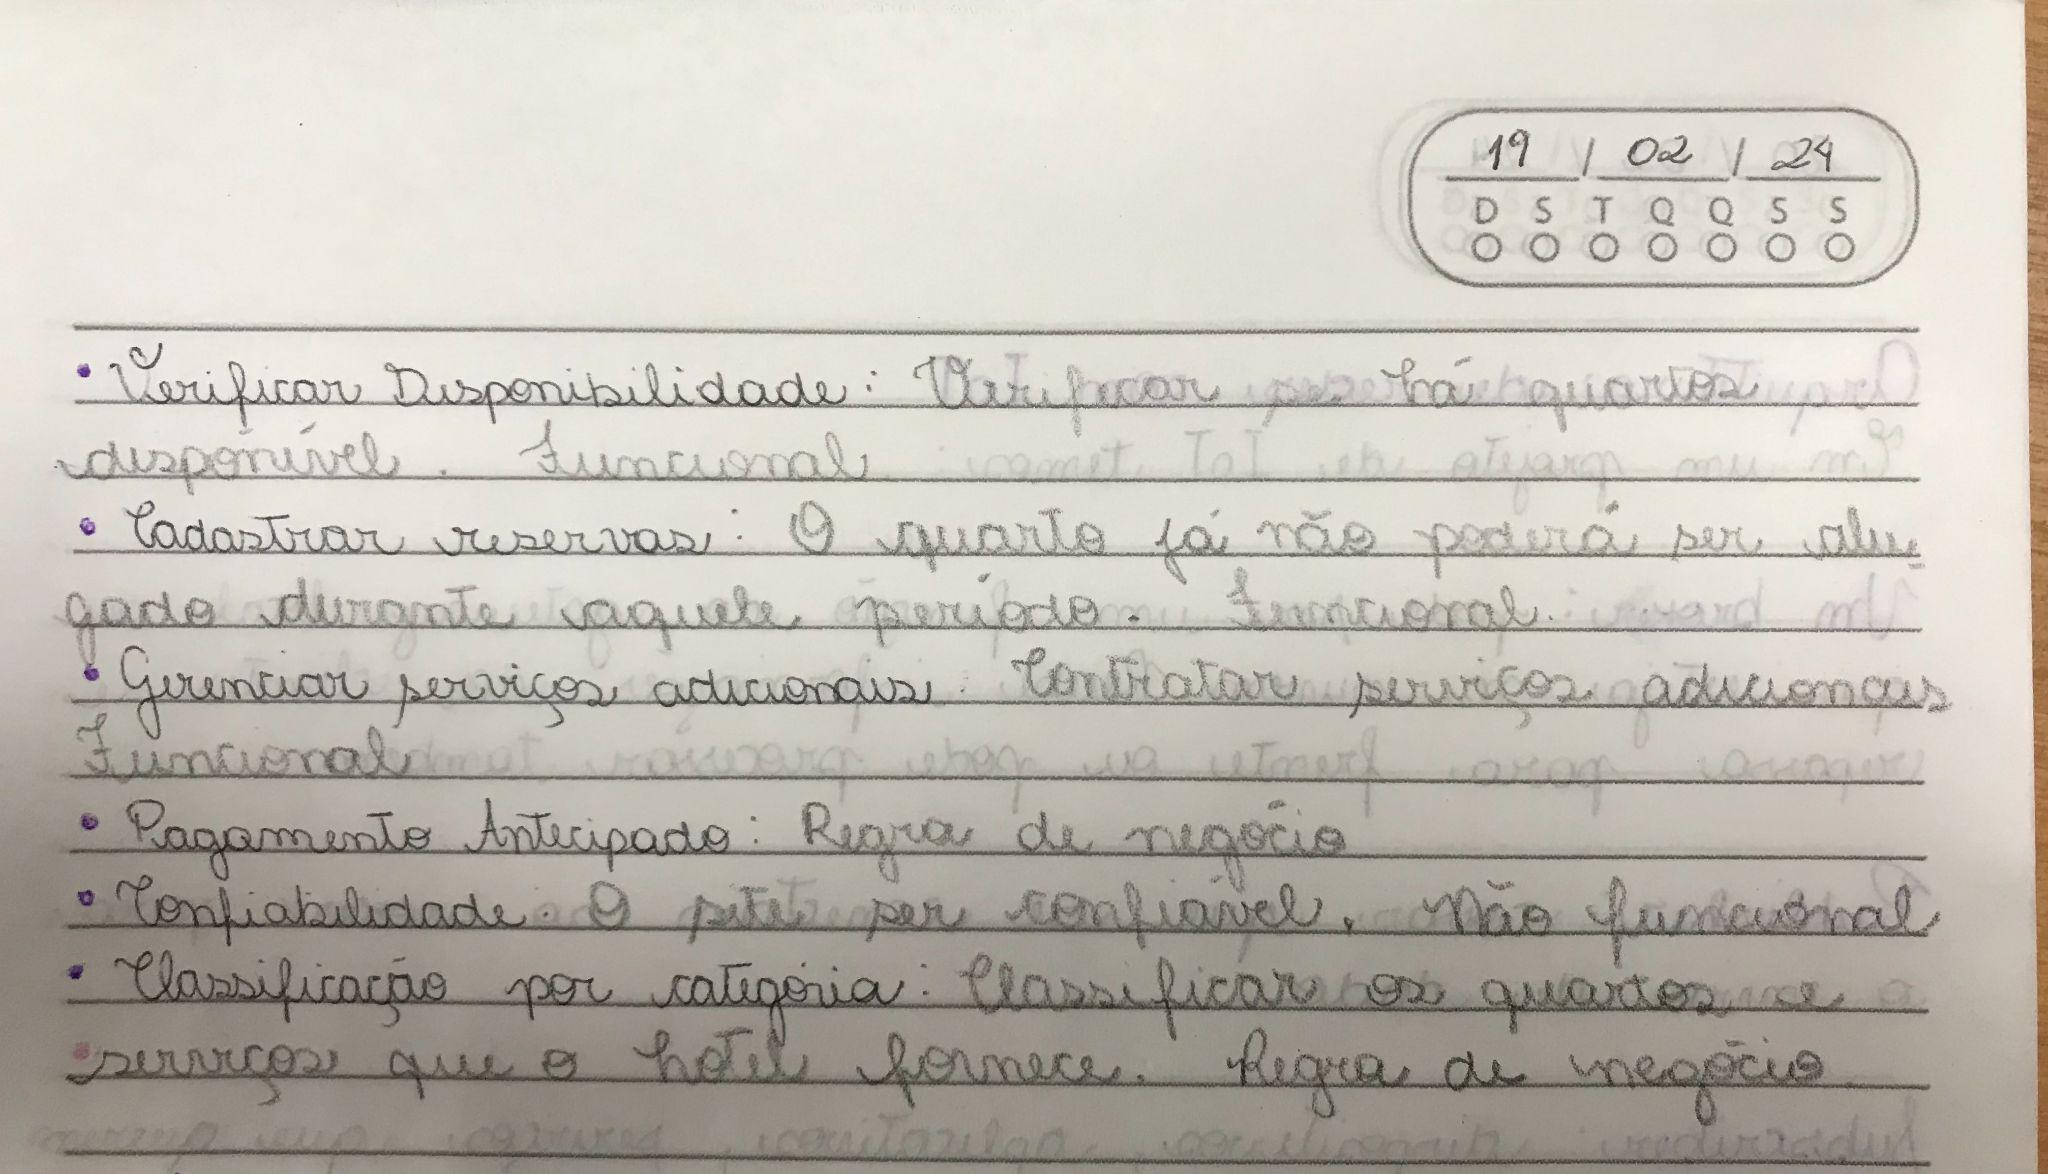 19 / 02 / 24
D S T Q Q S S
• Verificar Disponibilidade: Verificar se há quartos
disponível. Funcional
• Cadastrar reservas: O quarto já não poderá ser alu
gado durante aquele período. Funcional.
• Gerenciar serviços adicionais: Contratar serviços adicionais
Funcional
• Pagamento Antecipado: Regra de negócio
• Confiabilidade. O site ser confiável. Não funcional
• Classificação por categoria: Classificar os quartos e
serviços que o hotel fornece. Regra de negócio